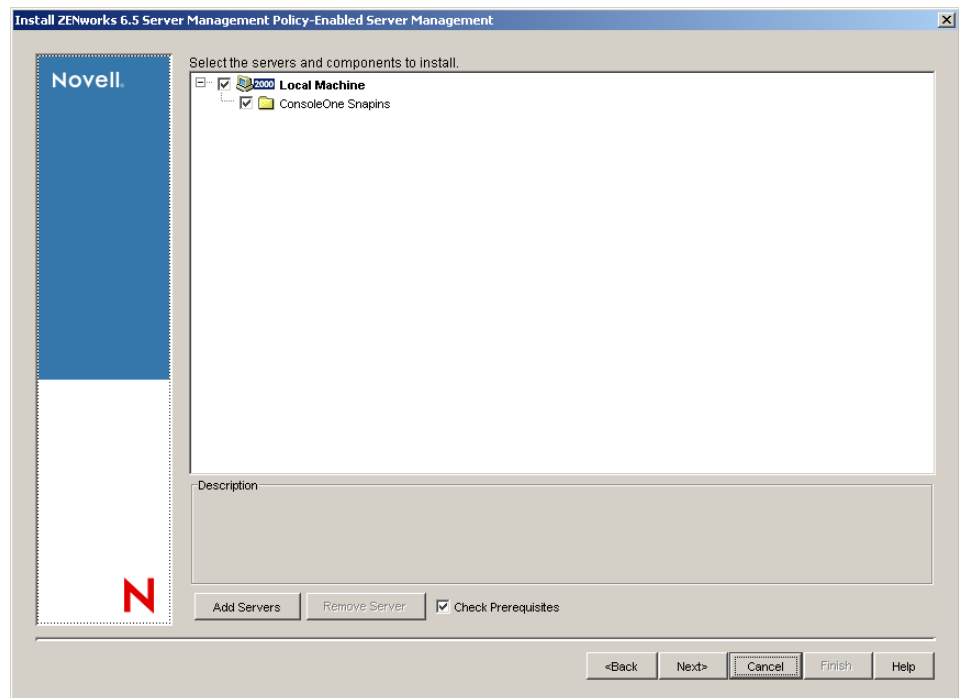 Install ZENworks 6.5 Server Management Policy-Enabled Server Management
Novell.
Select the servers and components to install.
2000 Local Machine
ConsoleOne Snapins
Description
N
Add Servers
Remove Server
Check Prerequisites
<Back
Next>
Cancel
Finish
Help